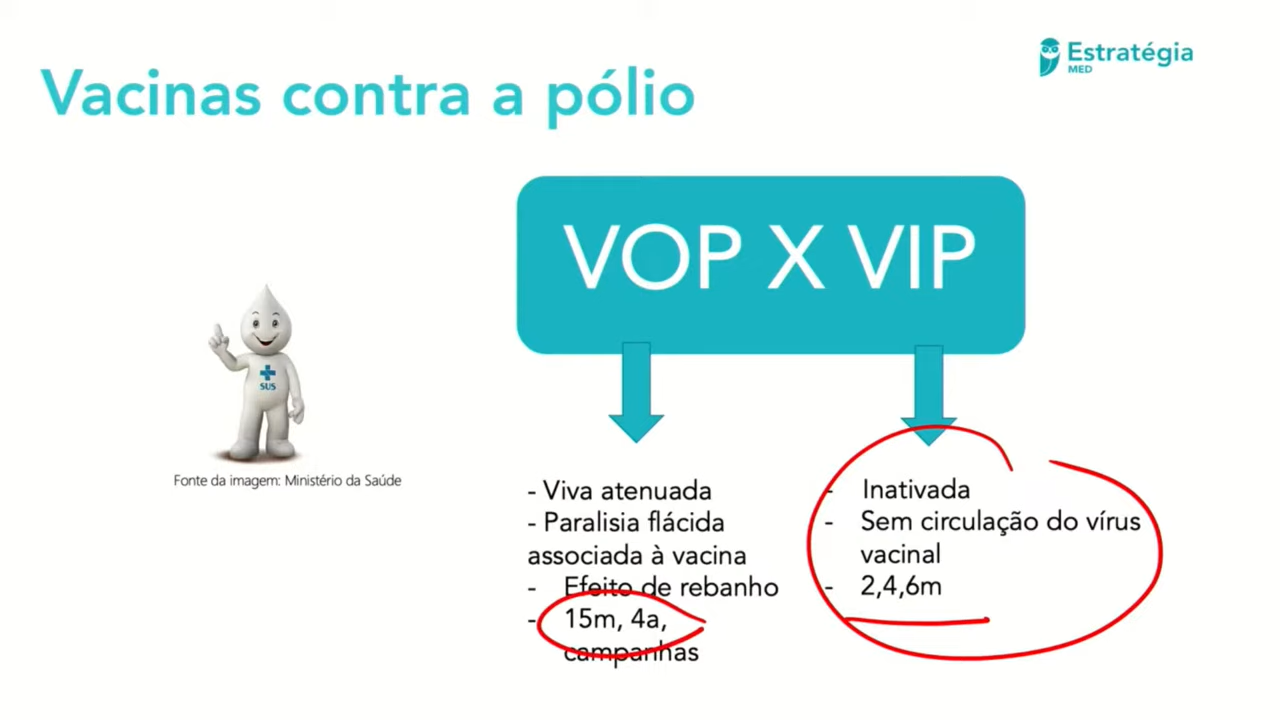 Estratégia
MED
Vacinas contra a pólio
VOP X VIP
SUS
Fonte da imagem: Ministério da Saúde
- Viva atenuada
- Paralisia flácida
associada à vacina
- Efeito de rebanho
- 15m, 4a,
campanhas
- Inativada
- Sem circulação do vírus
vacinal
- 2,4,6m